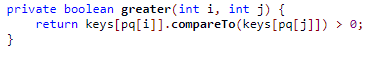 private boolean greater(int i, int j) {
    return keys[pq[i]].compareTo(keys[pq[j]]) > 0;
}